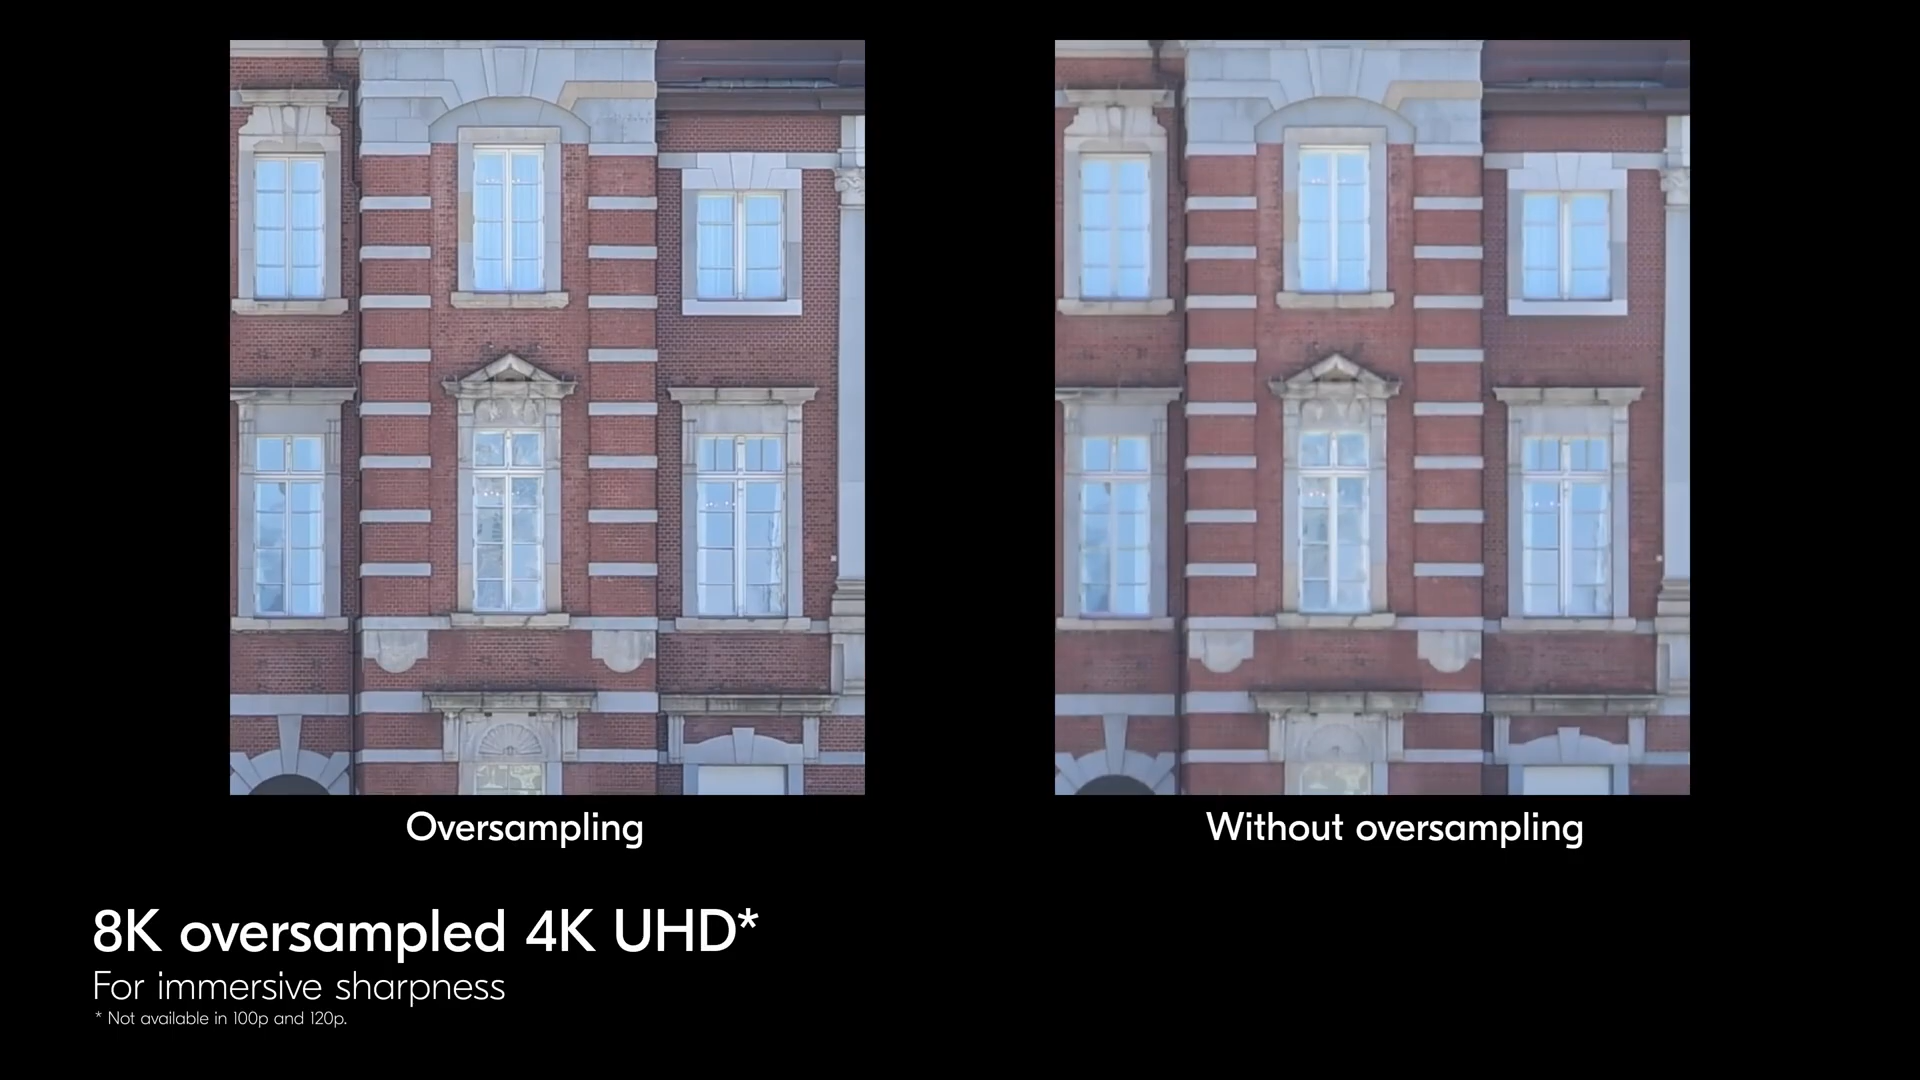 Oversampling
Without oversampling
8K oversampled 4K UHD*
For immersive sharpness
* Not available in 100p and 120p.